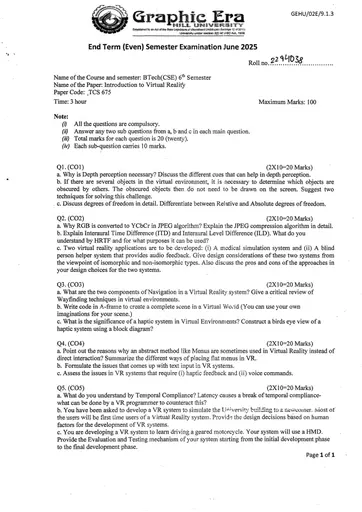 GEHU/02E/9.1.3
Graphic Era
HILL UNIVERSITY
End Term (Even) Semester Examination June 2025
Roll no.
Name of the Course and semester: BTech(CSE) 6th Semester
Name of the Paper: Introduction to Virtual Reality
Paper Code: ,TCS 675
Time: 3 hour Maximum Marks: 100
Note:
(i) All the questions are compulsory.
(ii) Answer any two sub questions from a, b and c in each main question.
(iii) Total marks for each question is 20 (twenty).
(iv) Each sub-question carries 10 marks.
Q1. (CO1) (2X10=20 Marks)
a. Why is Depth perception necessary? Discuss the different cues that can help in depth perception.
b. If there are several objects in the virtual environment, it is necessary to determine which objects are
obscured by others. The obscured objects then do not need to be drawn on the screen. Suggest two
techniques for solving this challenge.
c. Discuss degrees of freedom in detail. Differentiate between Relative and Absolute degrees of freedom.
Q2. (CO2) (2X10=20 Marks)
a. Why RGB is converted to YCbCr in JPEG algorithm? Explain the JPEG compression algorithm in detail.
b. Explain Interaural Time Difference (ITD) and Interaural Level Difference (ILD). What do you
understand by HRTF and for what purposes it can be used?
c. Two virtual reality applications are to be developed: (i) A medical simulation system and (ii) A blind
person helper system that provides audio feedback. Give design considerations of these two systems from
the viewpoint of isomorphic and non-isomorphic types. Also discuss the pros and cons of the approaches in
your design choices for the two systems.
Q3. (CO3) (2X10=20 Marks)
a. What are the two components of Navigation in a Virtual Reality system? Give a critical review of
Wayfinding techniques in virtual environments.
b. Write code in A-frame to create a complete scene in a Virtual World (You can use your own
imaginations for your scene.)
c. What is the significance of a haptic system in Virtual Environments? Construct a birds eye view of a
haptic system using a block diagram?
Q4. (CO4) (2X10=20 Marks)
a. Point out the reasons why an abstract method like Menus are sometimes used in Virtual Reality instead of
direct interaction? Summarize the different ways of placing flat menus in VR.
b. Formulate the issues that comes up with text input in VR systems.
c. Assess the issues in VR systems that require (i) haptic feedback and (ii) voice commands.
Q5. (CO5) (2X10=20 Marks)
a. What do you understand by Temporal Compliance? Latency causes a break of temporal compliance-
what can be done by a VR programmer to counteract this?
b. You have been asked to develop a VR system to simulate the University building to a newcomer. Most of
the users will be first time users of a Virtual Reality system. Provide the design decisions based on human
factors for the development of VR systems.
c. You are developing a VR system to learn driving a geared motorcycle. Your system will use a HMD.
Provide the Evaluation and Testing mechanism of your system starting from the initial development phase
to the final development phase.
Page 1 of 1